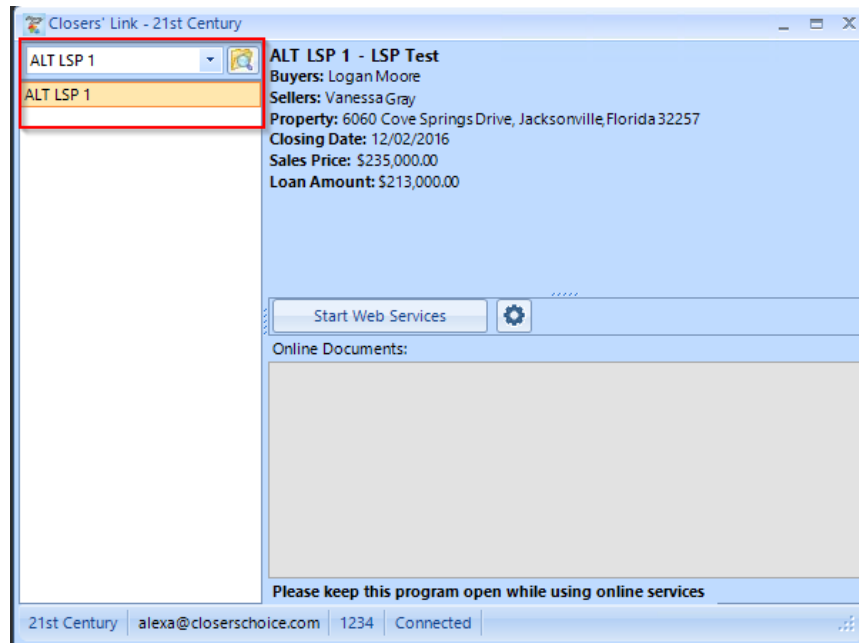 Closers' Link - 21st Century
ALT LSP 1
ALT LSP 1
ALT LSP 1 - LSP Test
Buyers: Logan Moore
Sellers: Vanessa Gray
Property: 6060 Cove Springs Drive, Jacksonville, Florida 32257
Closing Date: 12/02/2016
Sales Price: $235,000.00
Loan Amount: $213,000.00
Start Web Services
Online Documents:
Please keep this program open while using online services
21st Century alexa@closerschoice.com 1234 Connected